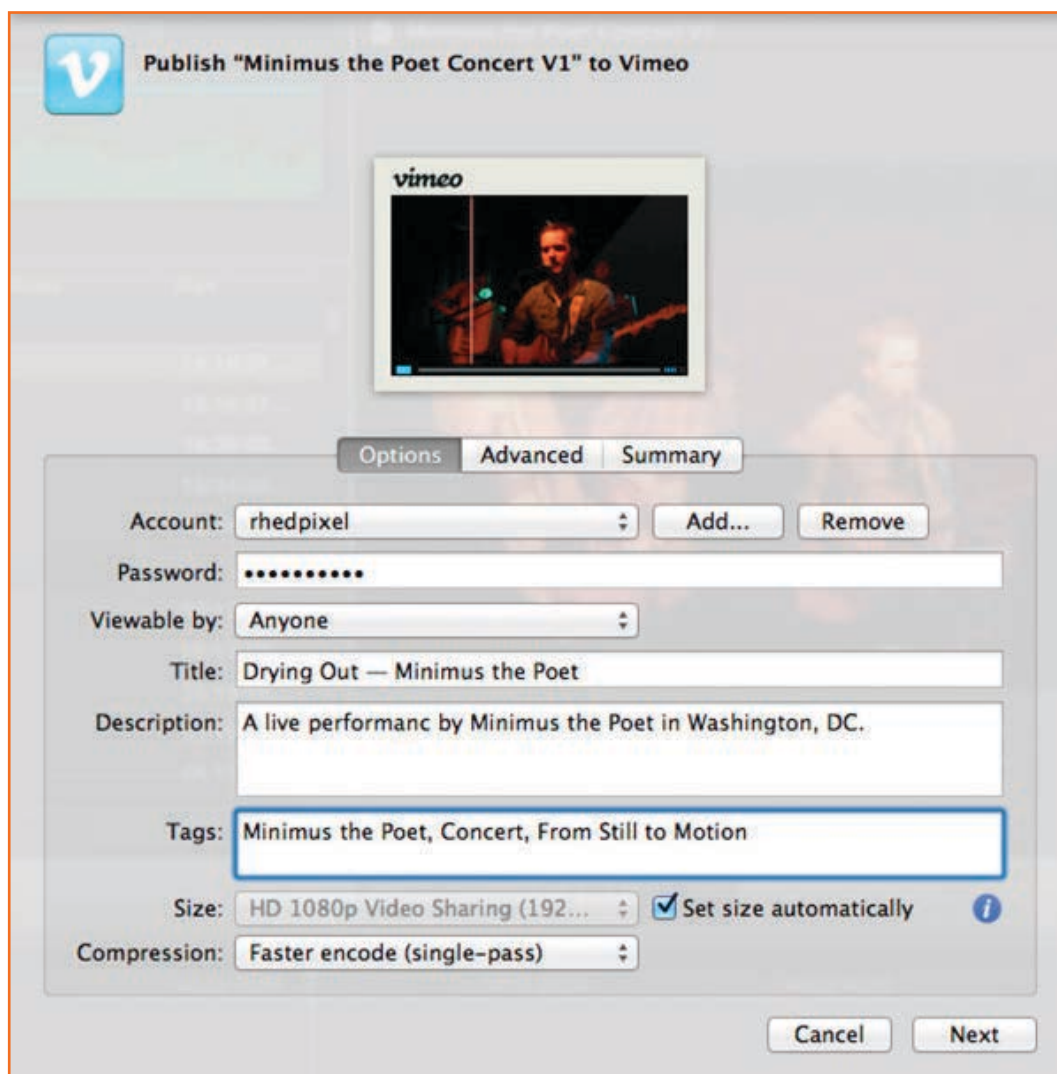 Publish "Minimus the Poet Concert V1" to Vimeo
vimeo
Options Advanced Summary
Account: rhedpixel Add... Remove
Password: ••••••••••
Viewable by: Anyone
Title: Drying Out — Minimus the Poet
Description: A live performanc by Minimus the Poet in Washington, DC.
Tags: Minimus the Poet, Concert, From Still to Motion
Size: HD 1080p Video Sharing (192... Set size automatically
Compression: Faster encode (single-pass)
Cancel Next